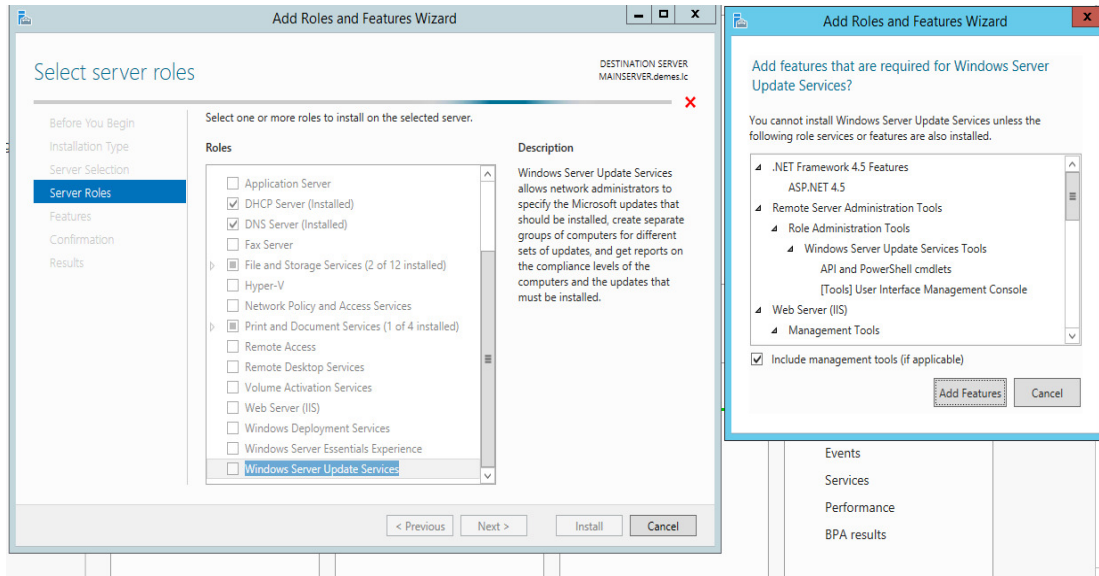 Add Roles and Features Wizard
Select server roles
DESTINATION SERVER
MAINSERVER.demes.lc
Before You Begin
Installation Type
Server Selection
Server Roles
Features
Confirmation
Results
Select one or more roles to install on the selected server.
Roles
Application Server
DHCP Server (Installed)
DNS Server (Installed)
Fax Server
File and Storage Services (2 of 12 installed)
Hyper-V
Network Policy and Access Services
Print and Document Services (1 of 4 installed)
Remote Access
Remote Desktop Services
Volume Activation Services
Web Server (IIS)
Windows Deployment Services
Windows Server Essentials Experience
Windows Server Update Services
Description
Windows Server Update Services
allows network administrators to
specify the Microsoft updates that
should be installed, create separate
groups of computers for different
sets of updates, and get reports on
the compliance levels of the
computers and the updates that
must be installed.
< Previous
Next >
Install
Cancel
Add Roles and Features Wizard
Add features that are required for Windows Server
Update Services?
You cannot install Windows Server Update Services unless the
following role services or features are also installed.
.NET Framework 4.5 Features
ASP.NET 4.5
Remote Server Administration Tools
Role Administration Tools
Windows Server Update Services Tools
API and PowerShell cmdlets
[Tools] User Interface Management Console
Web Server (IIS)
Management Tools
Include management tools (if applicable)
Add Features
Cancel
Events
Services
Performance
BPA results